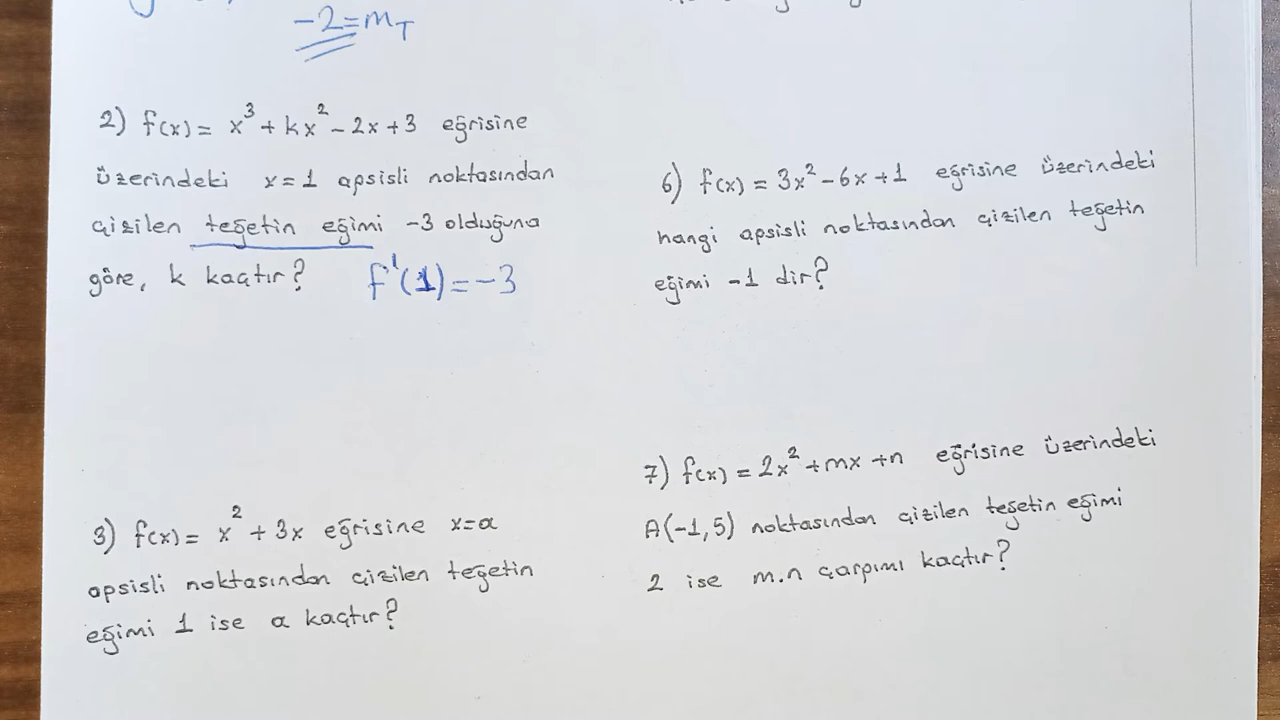 -2=mT
2) f(x) = x³ + kx² - 2x + 3 eğrisine
üzerindeki x=1 apsisli noktasından
çizilen teğetin eğimi -3 olduğuna
göre, k kaçtır? f'(1)=-3
3) f(x) = x² + 3x eğrisine x=a
apsisli noktasından çizilen teğetin
eğimi 1 ise a kaçtır?
6) f(x) = 3x² - 6x + 1 eğrisine üzerindeki
hangi apsisli noktasından çizilen teğetin
eğimi -1 dir?
7) f(x) = 2x² + mx + n eğrisine üzerindeki
A(-1,5) noktasından çizilen teğetin eğimi
2 ise m.n çarpımı kaçtır?